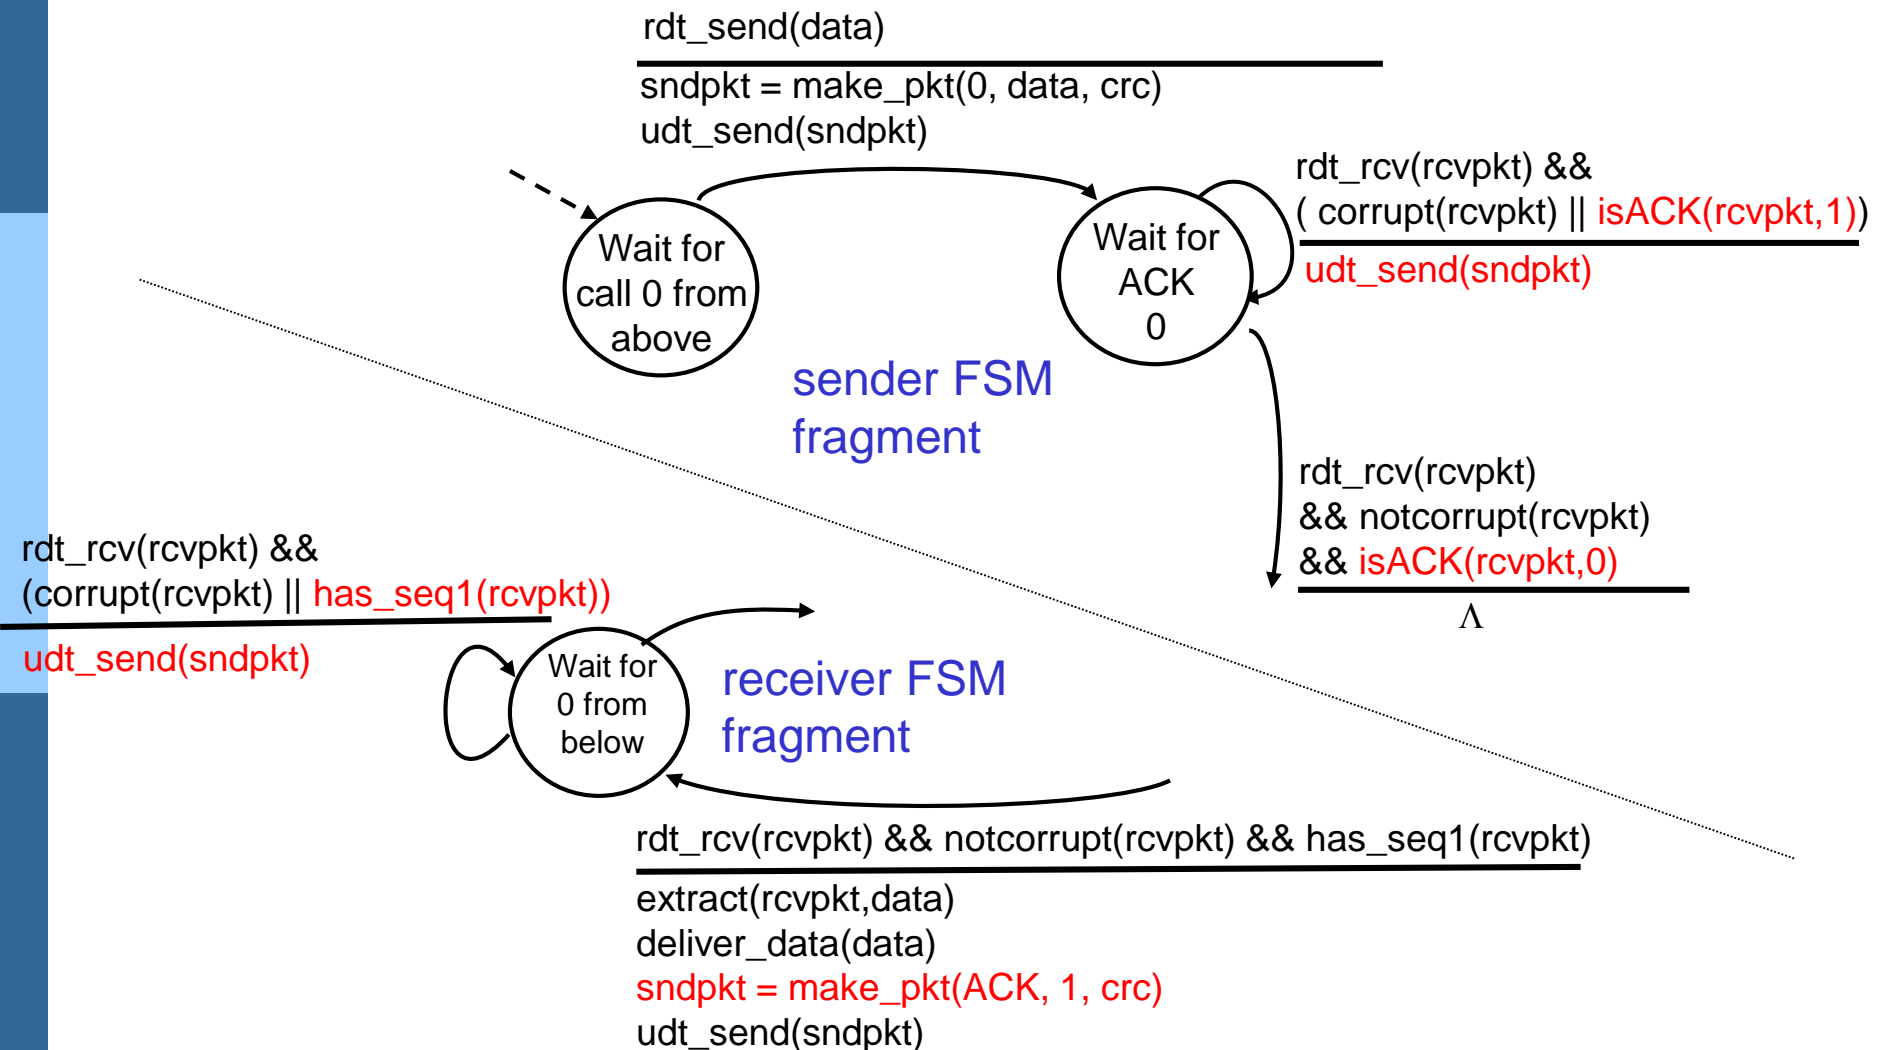 rdt_send(data)
sndpkt = make_pkt(0, data, crc)
udt_send(sndpkt)
Wait for
call 0 from
above
Wait for
ACK
0
rdt_rcv(rcvpkt) &&
( corrupt(rcvpkt) || isACK(rcvpkt,1))
udt_send(sndpkt)
sender FSM
fragment
rdt_rcv(rcvpkt)
&& notcorrupt(rcvpkt)
&& isACK(rcvpkt,0)
Λ
rdt_rcv(rcvpkt) &&
(corrupt(rcvpkt) || has_seq1(rcvpkt))
udt_send(sndpkt)
Wait for
0 from
below
receiver FSM
fragment
rdt_rcv(rcvpkt) && notcorrupt(rcvpkt) && has_seq1(rcvpkt)
extract(rcvpkt,data)
deliver_data(data)
sndpkt = make_pkt(ACK, 1, crc)
udt_send(sndpkt)